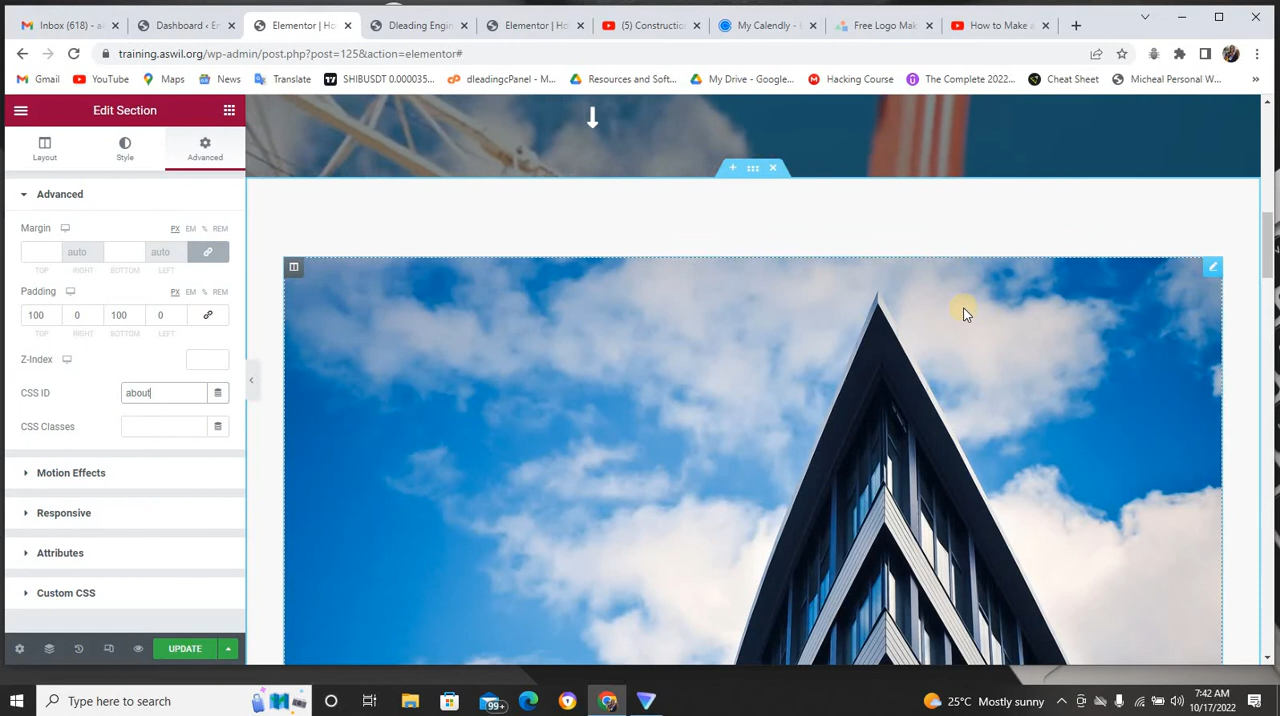 Inbox (618) - a
Dashboard ‹ E
Elementor | Ho
Dleading Engin
Elementor | Ho
(5) Construction
My Calendly -
Free Logo Mak
How to Make a
training.aswil.org/wp-admin/post.php?post=125&action=elementor#
Gmail
YouTube
Maps
News
Translate
SHIBUSDT 0.000035...
dleadingcPanel - M...
Resources and Soft...
My Drive - Google...
Hacking Course
The Complete 2022...
Cheat Sheet
Micheal Personal W...
»
Edit Section
Layout
Style
Advanced
Advanced
Margin
PX EM % REM
auto auto
TOP RIGHT BOTTOM LEFT
Padding
PX EM % REM
100 0 100 0
TOP RIGHT BOTTOM LEFT
Z-Index
CSS ID
about
CSS Classes
Motion Effects
Responsive
Attributes
Custom CSS
UPDATE
Type here to search
99+
25°C Mostly sunny
7:42 AM
10/17/2022